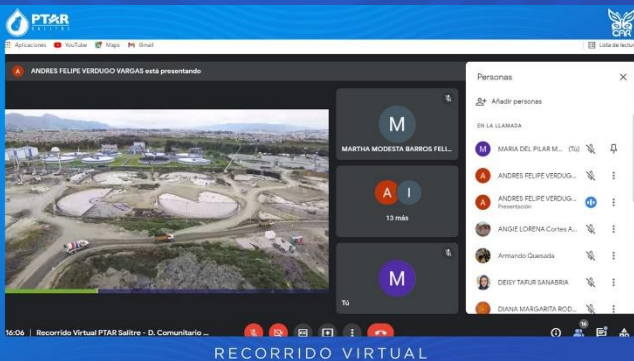 PTAR
SALITRE
CAR
Aplicaciones YouTube Maps Gmail
Lista de lectura
A ANDRES FELIPE VERDUGO VARGAS está presentando
M
MARTHA MODESTA BARROS FELI...
A I
13 más
M
Tú
Personas
Añadir personas
EN LA LLAMADA
M MARIA DEL PILAR M... (Tú)
A ANDRES FELIPE VERDUG...
A ANDRES FELIPE VERDUG...
Presentación
ANGIE LORENA Cortes A...
Armando Quesada
DEISY TAFUR SANABRIA
DIANA MARGARITA ROD...
16:06 | Recorrido Virtual PTAR Salitre - D. Comunitario ...
16
RECORRIDO VIRTUAL